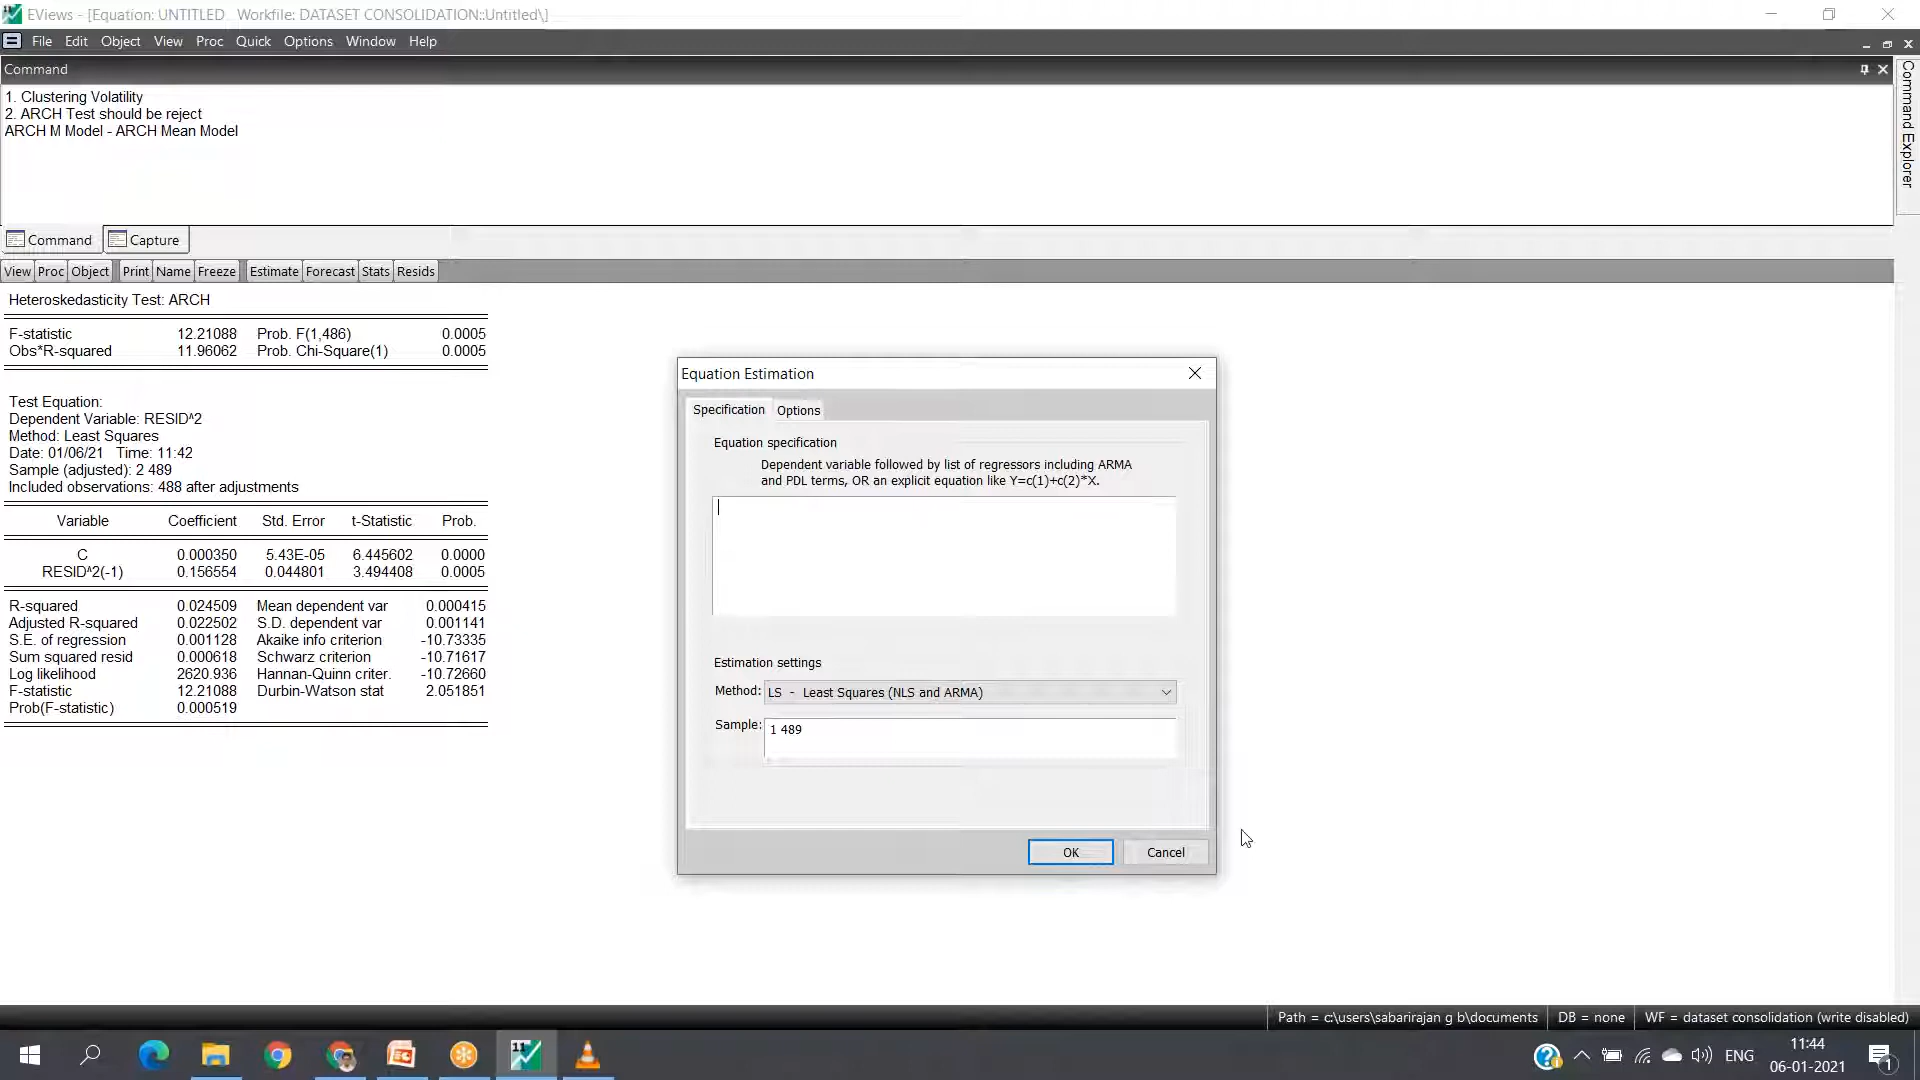 EViews - [Equation: UNTITLED   Workfile: DATASET CONSOLIDATION::Untitled\]
File Edit Object View Proc Quick Options Window Help
Command
1. Clustering Volatility
2. ARCH Test should be reject
ARCH M Model - ARCH Mean Model
Command Explorer
Command Capture
View Proc Object Print Name Freeze Estimate Forecast Stats Resids
Heteroskedasticity Test: ARCH
F-statistic 12.21088 Prob. F(1,486) 0.0005
Obs*R-squared 11.96062 Prob. Chi-Square(1) 0.0005
Test Equation:
Dependent Variable: RESID^2
Method: Least Squares
Date: 01/06/21   Time: 11:42
Sample (adjusted): 2 489
Included observations: 488 after adjustments
Variable Coefficient Std. Error t-Statistic Prob.
C 0.000350 5.43E-05 6.445602 0.0000
RESID^2(-1) 0.156554 0.044801 3.494408 0.0005
R-squared 0.024509 Mean dependent var 0.000415
Adjusted R-squared 0.022502 S.D. dependent var 0.001141
S.E. of regression 0.001128 Akaike info criterion -10.73335
Sum squared resid 0.000618 Schwarz criterion -10.71617
Log likelihood 2620.936 Hannan-Quinn criter. -10.72660
F-statistic 12.21088 Durbin-Watson stat 2.051851
Prob(F-statistic) 0.000519
Equation Estimation
Specification Options
Equation specification
Dependent variable followed by list of regressors including ARMA
and PDL terms, OR an explicit equation like Y=c(1)+c(2)*X.
Estimation settings
Method: LS - Least Squares (NLS and ARMA)
Sample: 1 489
OK Cancel
Path = c:\users\sabarirajan g b\documents DB = none WF = dataset consolidation (write disabled)
11
ENG
11:44
06-01-2021
1